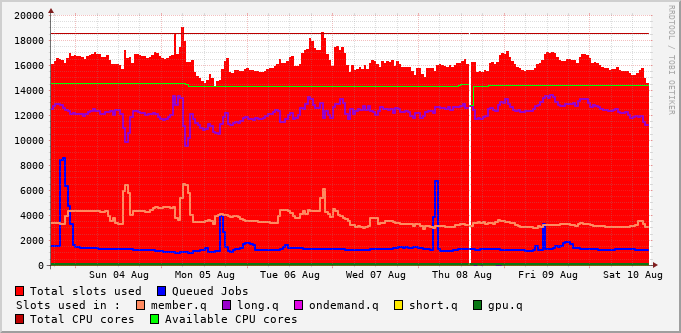 20000
18000
16000
14000
12000
10000
8000
6000
4000
2000
0
Sun 04 Aug Mon 05 Aug Tue 06 Aug Wed 07 Aug Thu 08 Aug Fri 09 Aug Sat 10 Aug
RRDTOOL / TOBI OETIKER
Total slots used Queued Jobs
Slots used in : member.q long.q ondemand.q short.q gpu.q
Total CPU cores Available CPU cores